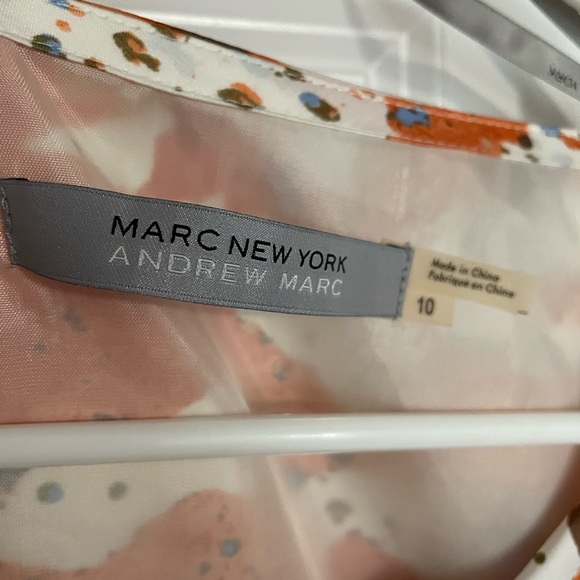 MARC NEW YORK
ANDREW MARC
Made in China
Fabriqué en Chine
10